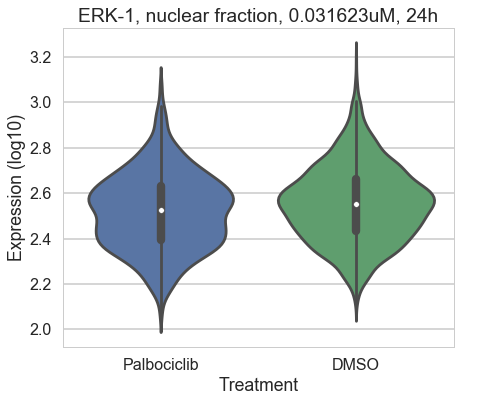 ERK-1, nuclear fraction, 0.031623uM, 24h
Expression (log10)
3.2
3.0
2.8
2.6
2.4
2.2
2.0
Palbociclib DMSO
Treatment